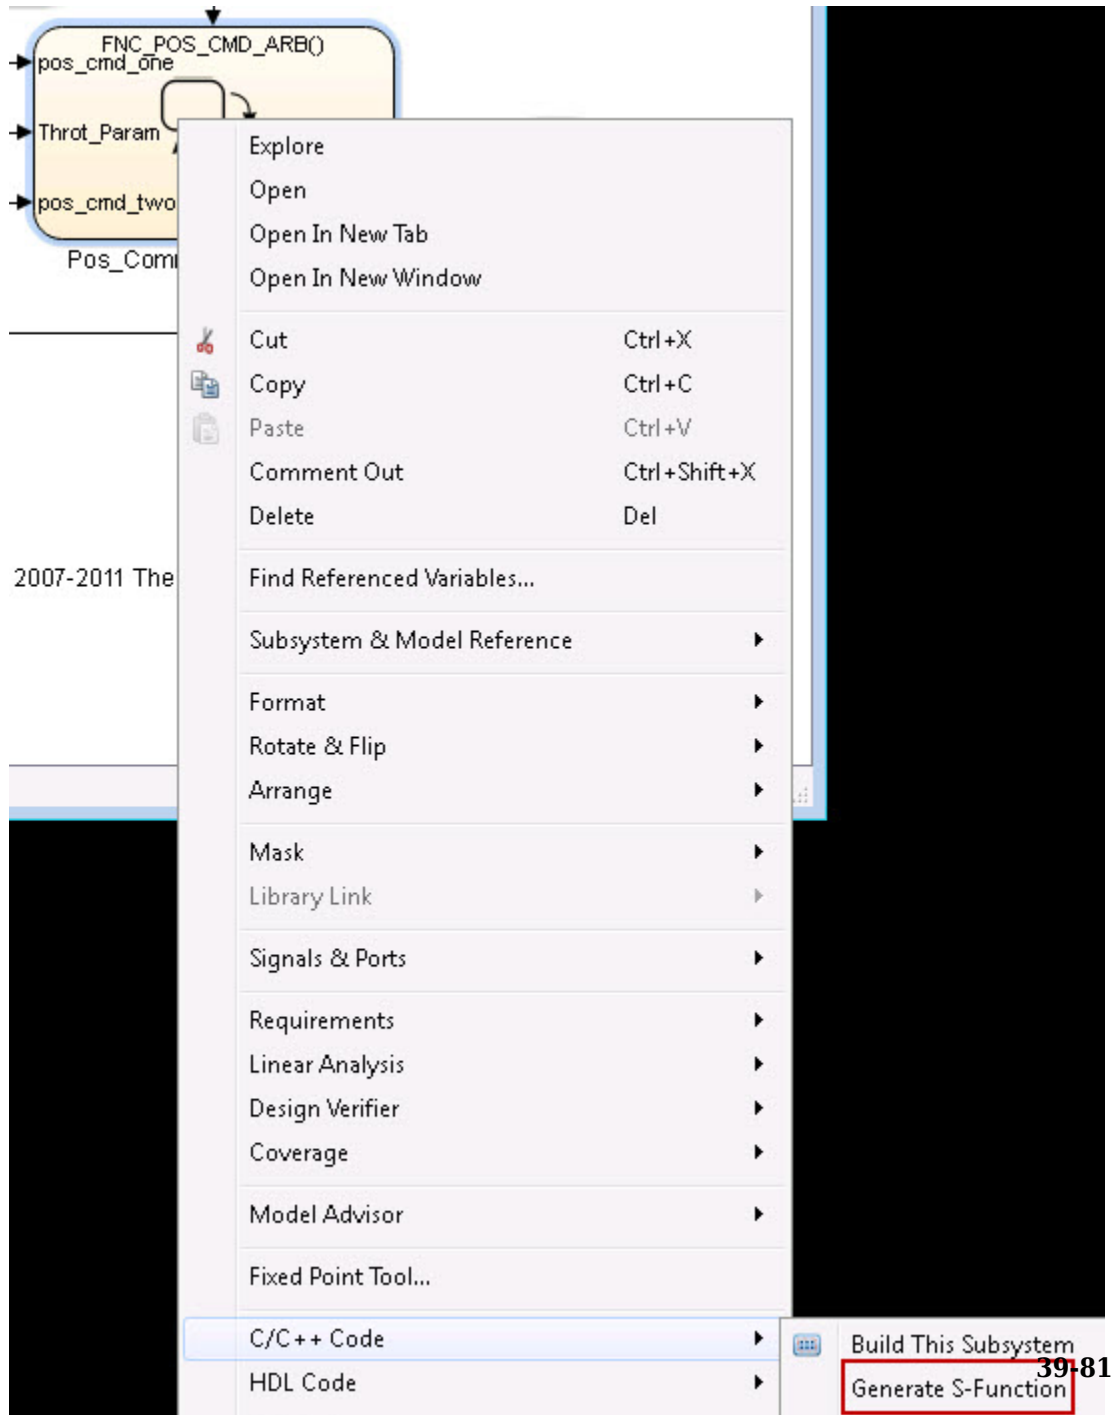 FNC_POS_CMD_ARB()
pos_cmd_one
Throt_Param
pos_cmd_two
Pos_Com
2007-2011 The
Explore
Open
Open In New Tab
Open In New Window
Cut Ctrl+X
Copy Ctrl+C
Paste Ctrl+V
Comment Out Ctrl+Shift+X
Delete Del
Find Referenced Variables...
Subsystem & Model Reference
Format
Rotate & Flip
Arrange
Mask
Library Link
Signals & Ports
Requirements
Linear Analysis
Design Verifier
Coverage
Model Advisor
Fixed Point Tool...
C/C++ Code
HDL Code
Build This Subsystem
Generate S-Function
39-81